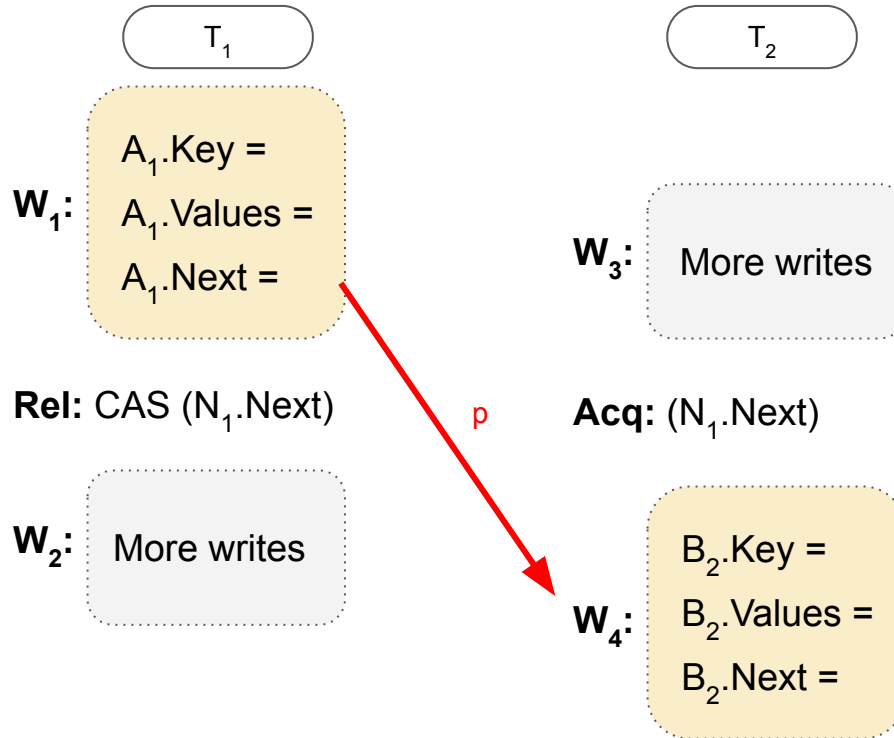 T₁
T₂
W₁:
A₁.Key =
A₁.Values =
A₁.Next =
W₃:
More writes
Rel: CAS (N₁.Next)
p
Acq: (N₁.Next)
W₂:
More writes
W₄:
B₂.Key =
B₂.Values =
B₂.Next =